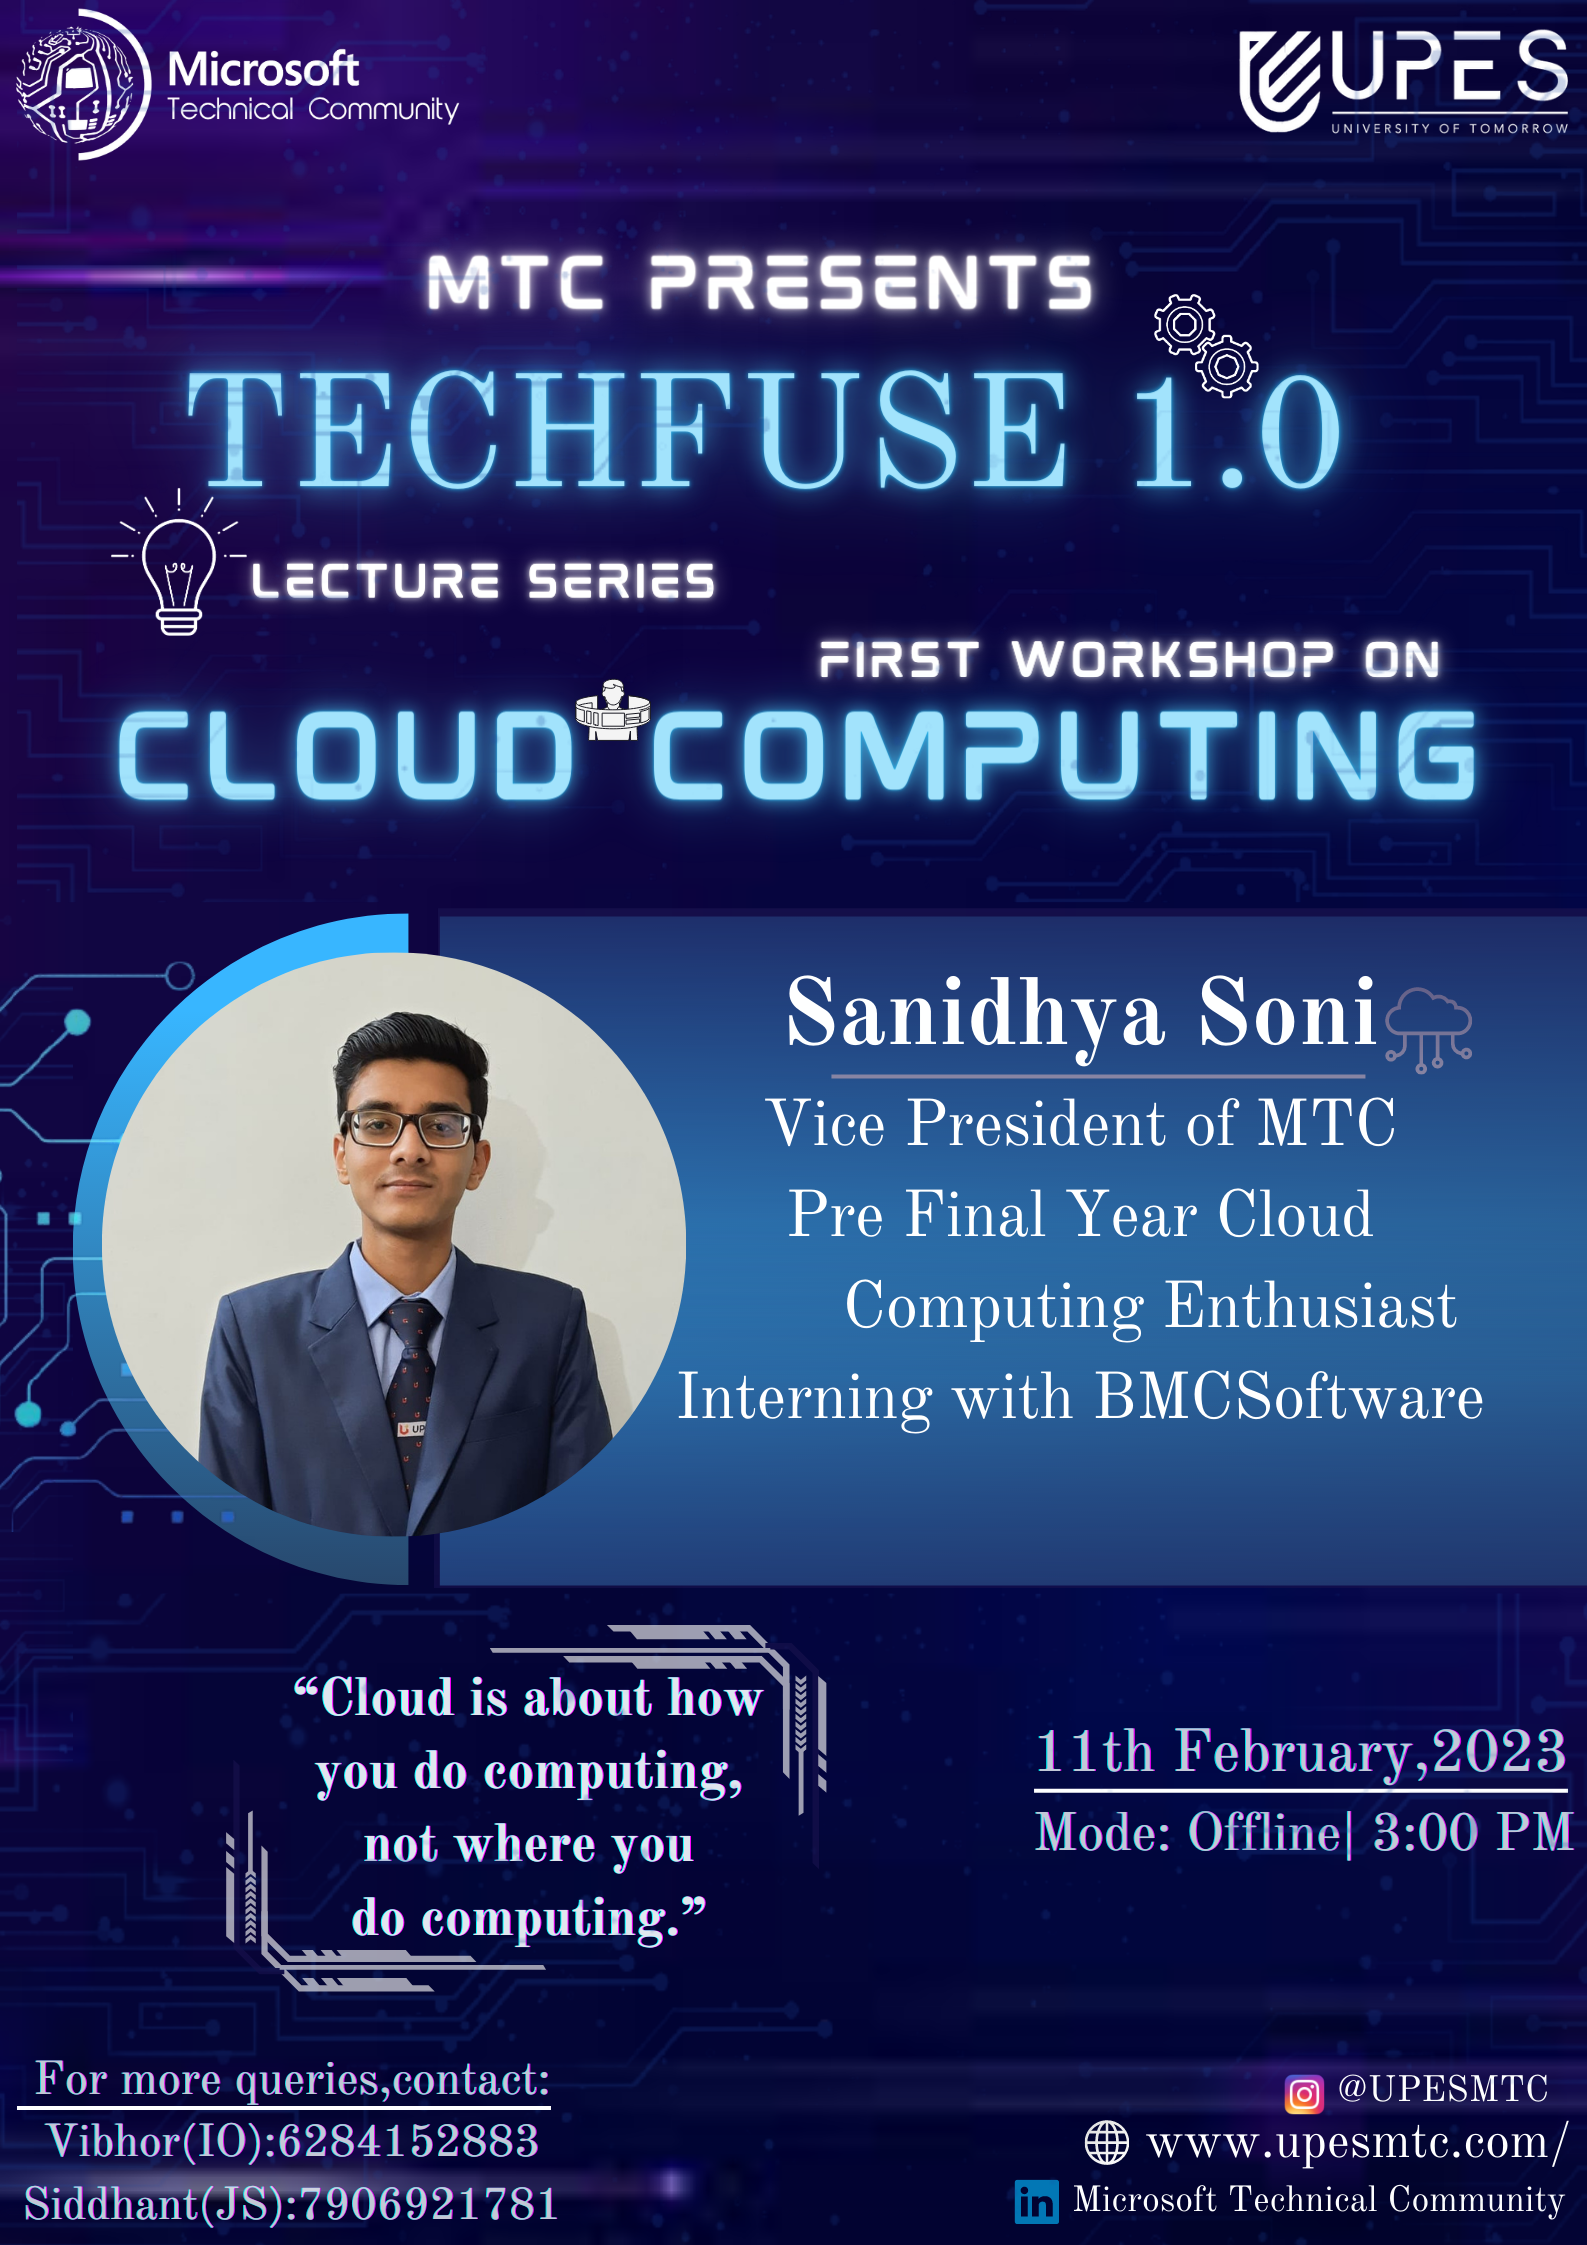 Microsoft
Technical Community
UPES
UNIVERSITY OF TOMORROW
MTC PRESENTS
TECHFUSE 1.0
LECTURE SERIES
FIRST WORKSHOP ON
CLOUD COMPUTING
Sanidhya Soni
Vice President of MTC
Pre Final Year Cloud
Computing Enthusiast
Interning with BMCSoftware
UP
“Cloud is about how
you do computing,
not where you
do computing.”
11th February,2023
Mode: Offline| 3:00 PM
For more queries,contact:
Vibhor(IO):6284152883
Siddhant(JS):7906921781
@UPESMTC
www.upesmtc.com/
in Microsoft Technical Community